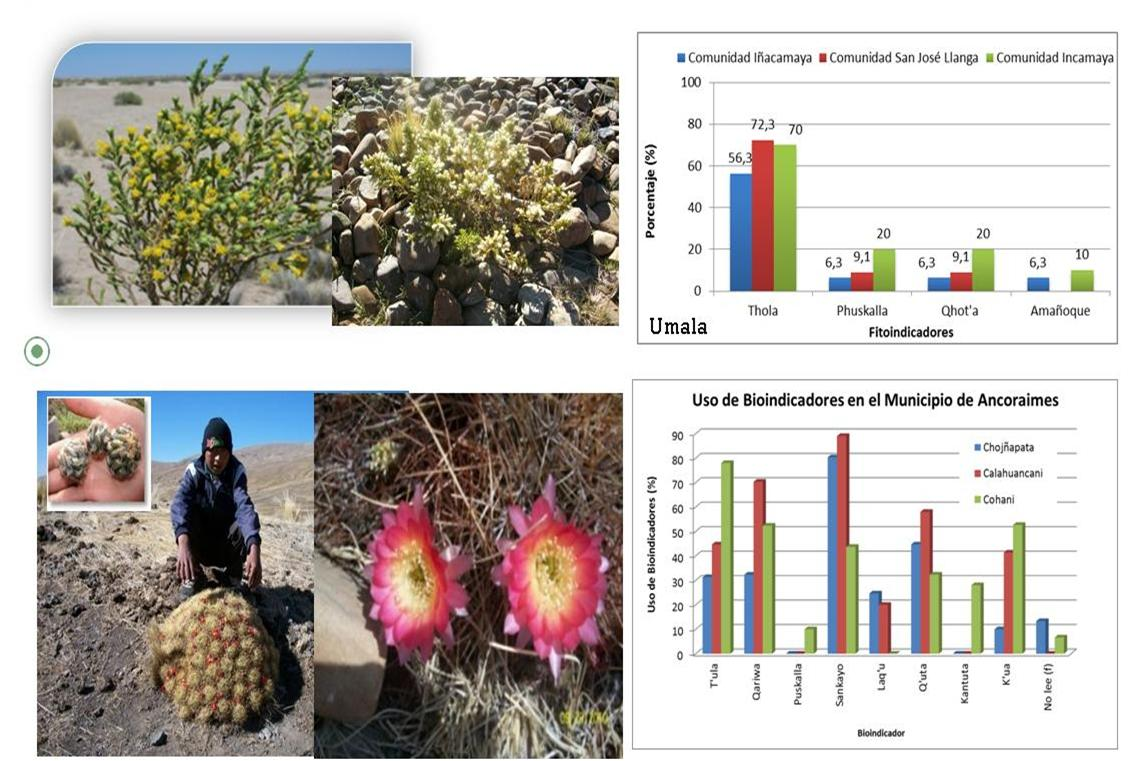 Comunidad Iñacamaya Comunidad San José Llanga Comunidad Incamaya
Porcentaje (%)
100
80
60
40
20
0
56,3 72,3 70
6,3 9,1 20
6,3 9,1 20
6,3 10
Thola Phuskalla Qhot'a Amañoque
Fitoindicadores
Umala
Uso de Bioindicadores en el Municipio de Ancoraimes
Uso de Bioindicadores (%)
90
80
70
60
50
40
30
20
10
0
Chojñapata
Calahuancani
Cohani
T'ula
Qariwa
Puskalla
Sankayo
Laq'u
Q'uta
Kantuta
K'ua
No lee (f)
Bioindicador